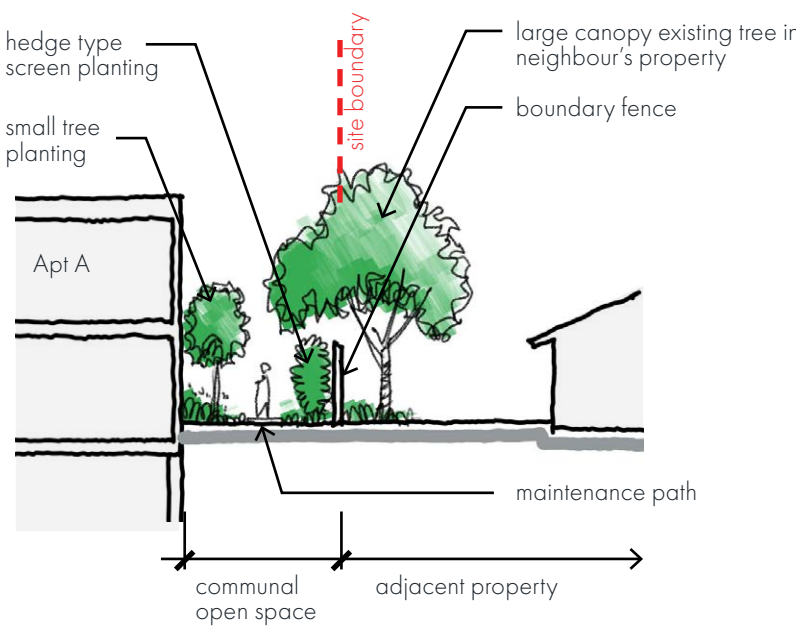 hedge type
screen planting
small tree
planting
site boundary
large canopy existing tree in
neighbour's property
boundary fence
Apt A
maintenance path
communal
open space
adjacent property